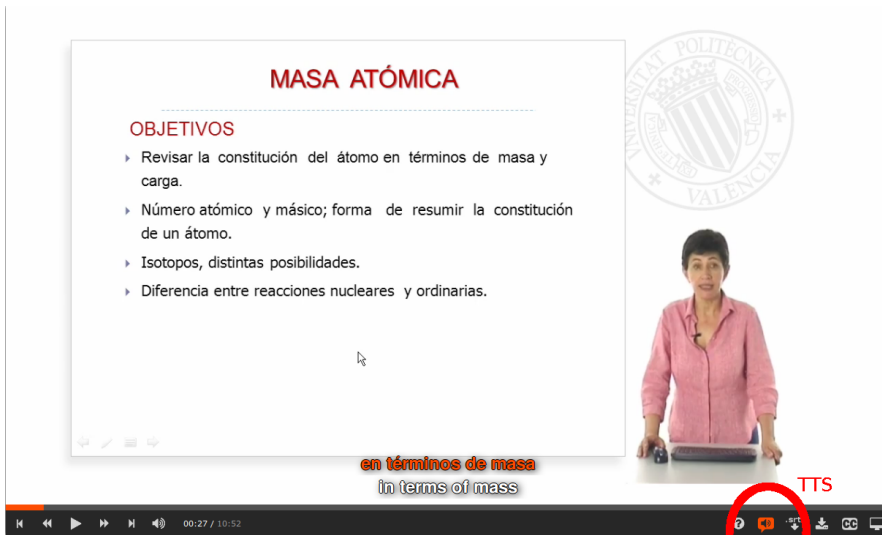 MASA ATÓMICA
OBJETIVOS
Revisar la constitución del átomo en términos de masa y
carga.
Número atómico y másico; forma de resumir la constitución
de un átomo.
Isotopos, distintas posibilidades.
Diferencia entre reacciones nucleares y ordinarias.
POLITÈCNICA
VALÈNCIA
en términos de masa
in terms of mass
TTS
00:27 / 10:52
?
.srt
CC